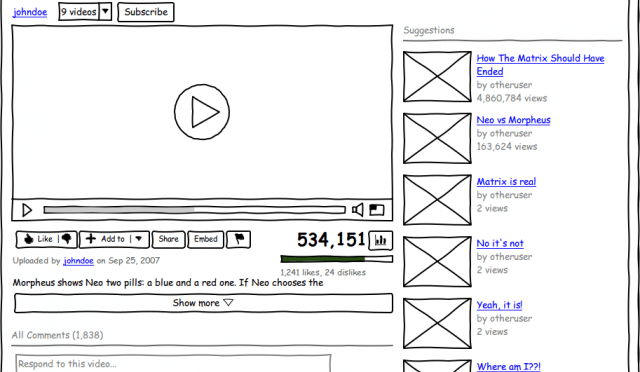 johndoe 9 videos Subscribe
Suggestions
How The Matrix Should Have
Ended
by otheruser
4,860,784 views
Neo vs Morpheus
by otheruser
163,624 views
Matrix is real
by otheruser
2 views
No it's not
by otheruser
2 views
Yeah, it is!
by otheruser
2 views
Where am I??!
Like Add to Share Embed 534,151
Uploaded by johndoe on Sep 25, 2007
1,241 likes, 24 dislikes
Morpheus shows Neo two pills: a blue and a red one. If Neo chooses the
Show more
All Comments (1,838)
Respond to this video...